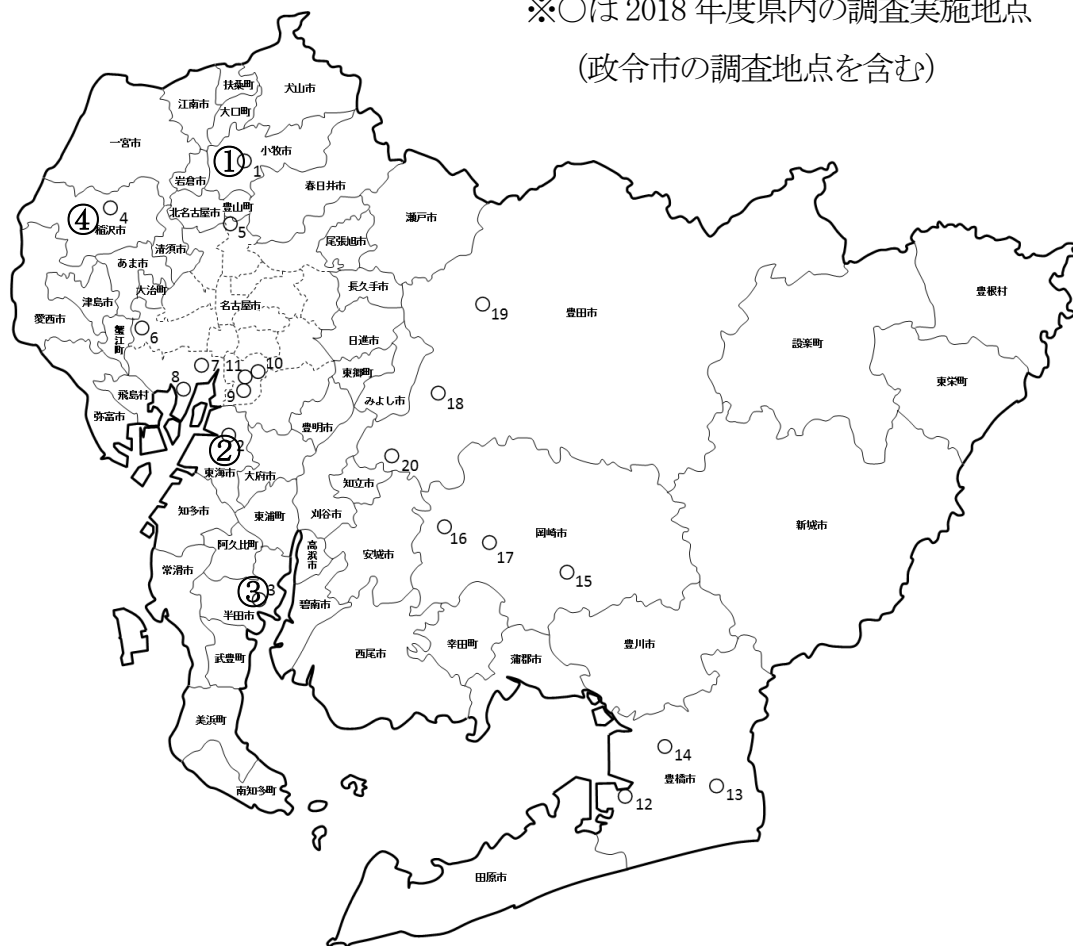 ※○は 2018 年度県内の調査実施地点
(政令市の調査地点を含む)
扶桑町
犬山市
江南市
大口町
一宮市
小牧市
①
1
岩倉市
春日井市
④
4
稲沢市
北名古屋市
豊山町
5
瀬戸市
清須市
尾張旭市
あま市
大治町
長久手市
津島市
名古屋市
愛西市
蟹江町
6
19
豊田市
豊根村
設楽町
日進市
東郷町
東栄町
7
11
10
8
9
みよし市
18
飛島村
弥富市
豊明市
②
2
東海市
大府市
20
知立市
知多市
東浦町
刈谷市
16
17
岡崎市
新城市
阿久比町
高浜市
安城市
常滑市
15
③
3
半田市
碧南市
西尾市
幸田町
蒲郡市
豊川市
武豊町
美浜町
14
豊橋市
13
12
南知多町
田原市